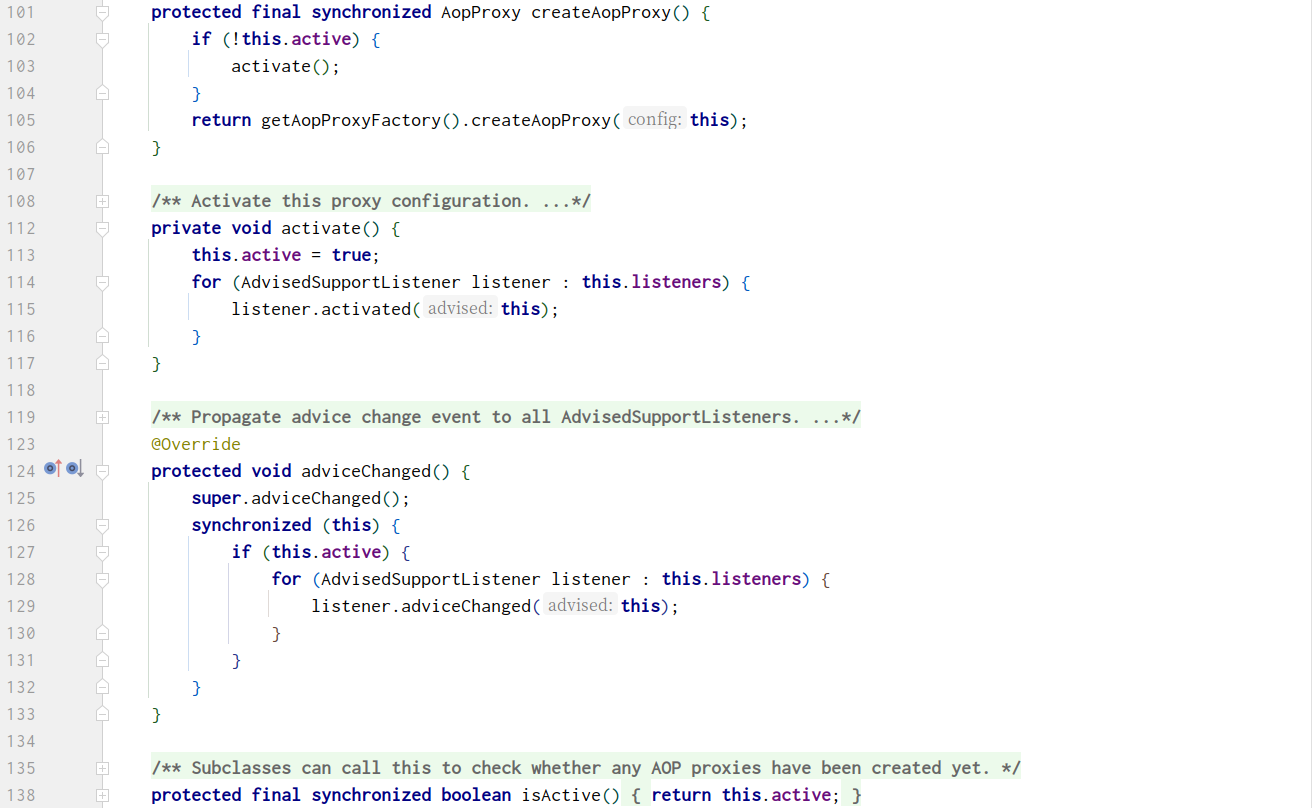 101 protected final synchronized AopProxy createAopProxy() {
102 if (!this.active) {
103 activate();
104 }
105 return getAopProxyFactory().createAopProxy( config: this);
106 }
107
108 /** Activate this proxy configuration. ...*/
112 private void activate() {
113 this.active = true;
114 for (AdvisedSupportListener listener : this.listeners) {
115 listener.activated( advised: this);
116 }
117 }
118
119 /** Propagate advice change event to all AdvisedSupportListeners. ...*/
123 @Override
124 protected void adviceChanged() {
125 super.adviceChanged();
126 synchronized (this) {
127 if (this.active) {
128 for (AdvisedSupportListener listener : this.listeners) {
129 listener.adviceChanged( advised: this);
130 }
131 }
132 }
133 }
134
135 /** Subclasses can call this to check whether any AOP proxies have been created yet. */
138 protected final synchronized boolean isActive() { return this.active; }